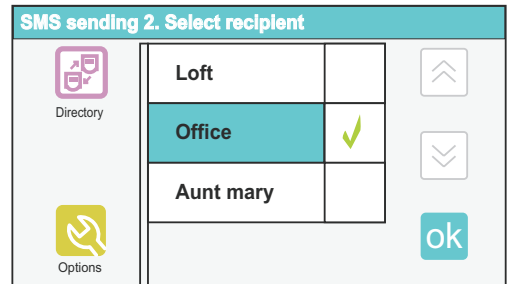 SMS sending 2. Select recipient
Directory
Loft
Office
Aunt mary
Options
ok